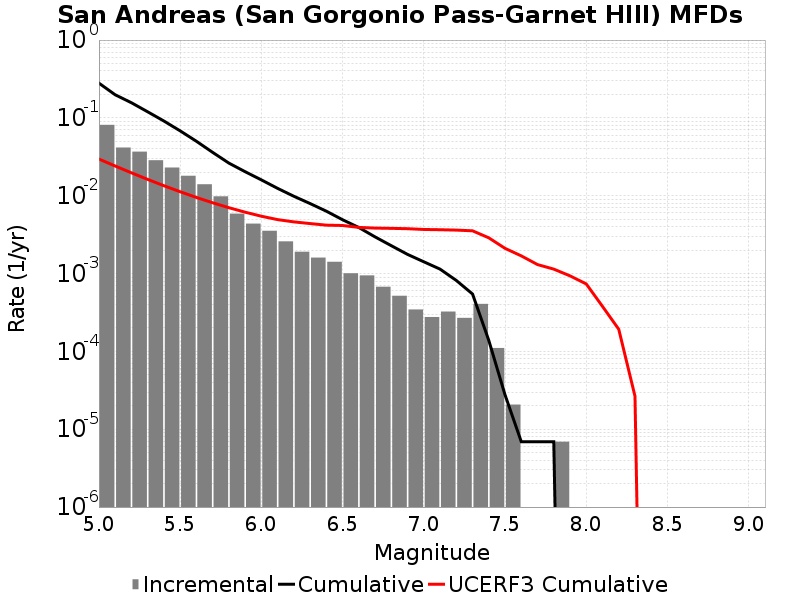 San Andreas (San Gorgonio Pass-Garnet HIll) MFDs
10^0
10^-1
10^-2
10^-3
10^-4
10^-5
10^-6
Rate (1/yr)
5.0 5.5 6.0 6.5 7.0 7.5 8.0 8.5 9.0
Magnitude
Incremental Cumulative UCERF3 Cumulative